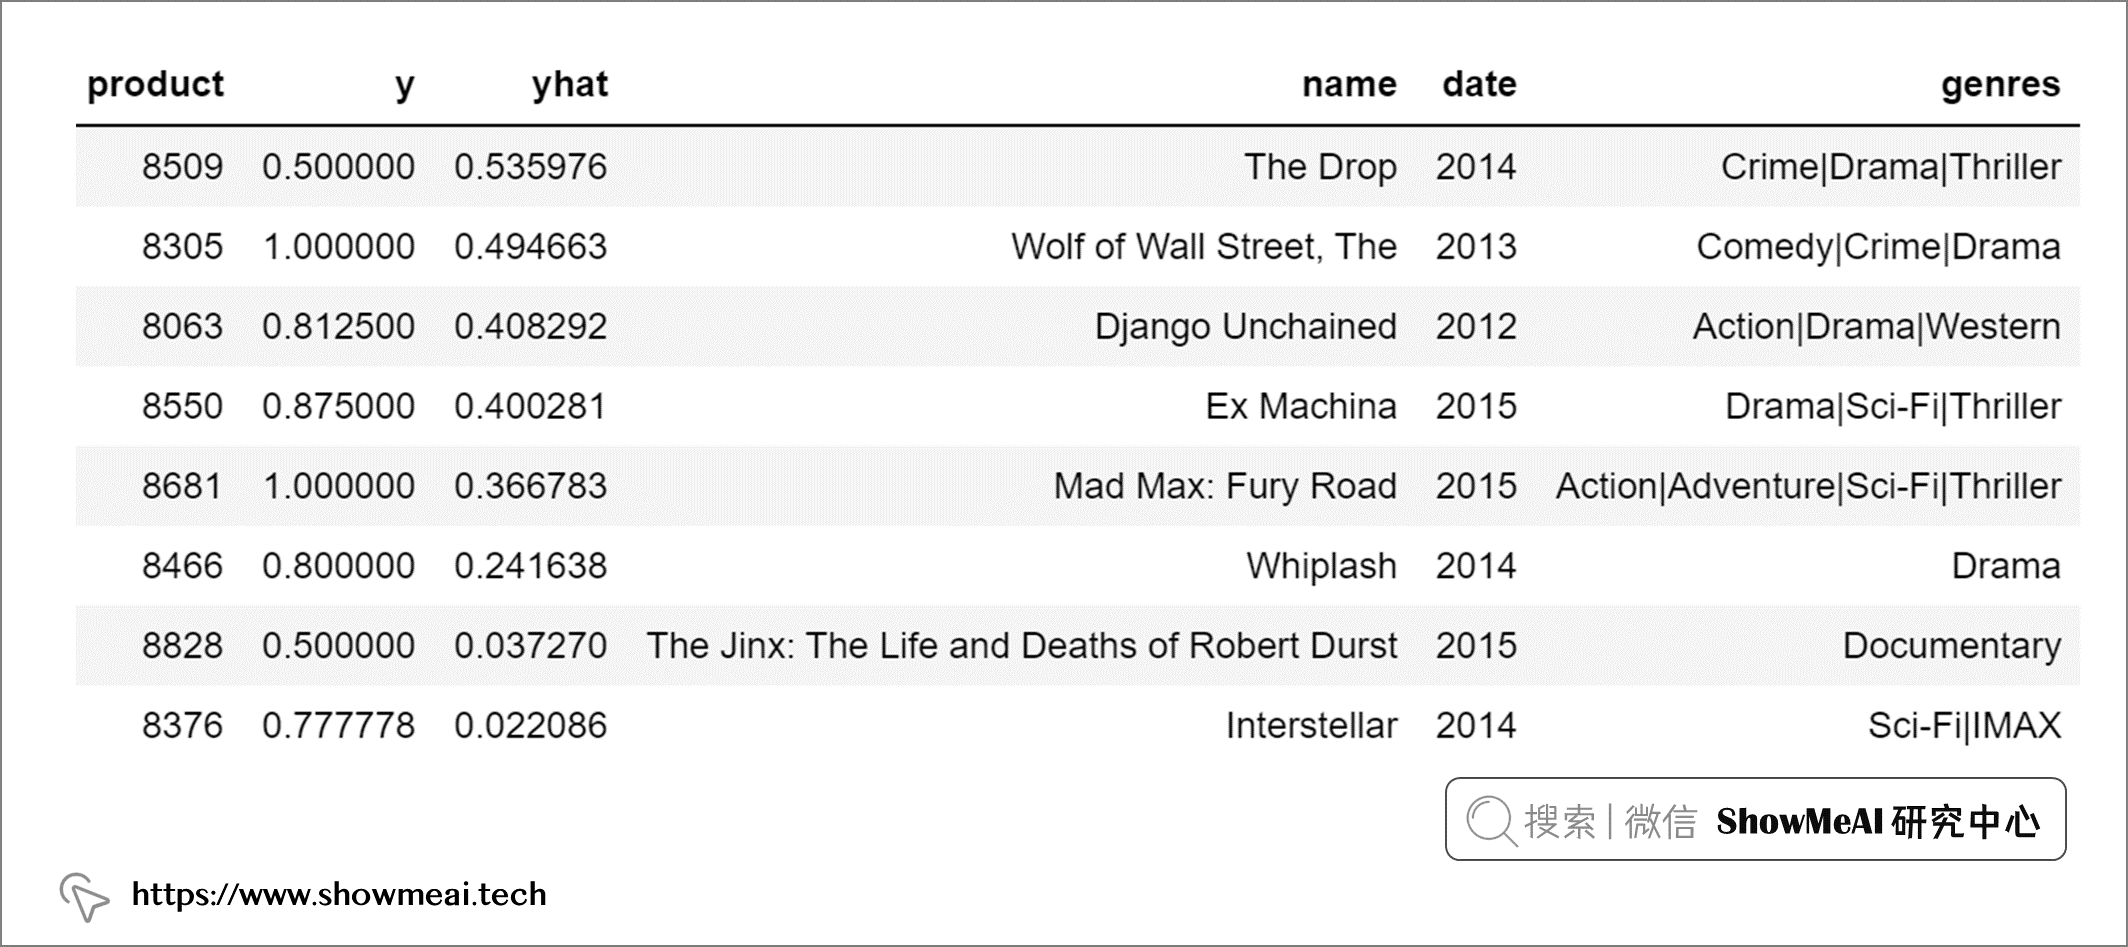 product y yhat name date genres
8509 0.500000 0.535976 The Drop 2014 Crime|Drama|Thriller
8305 1.000000 0.494663 Wolf of Wall Street, The 2013 Comedy|Crime|Drama
8063 0.812500 0.408292 Django Unchained 2012 Action|Drama|Western
8550 0.875000 0.400281 Ex Machina 2015 Drama|Sci-Fi|Thriller
8681 1.000000 0.366783 Mad Max: Fury Road 2015 Action|Adventure|Sci-Fi|Thriller
8466 0.800000 0.241638 Whiplash 2014 Drama
8828 0.500000 0.037270 The Jinx: The Life and Deaths of Robert Durst 2015 Documentary
8376 0.777778 0.022086 Interstellar 2014 Sci-Fi|IMAX
搜索|微信 ShowMeAI 研究中心
https://www.showmeai.tech